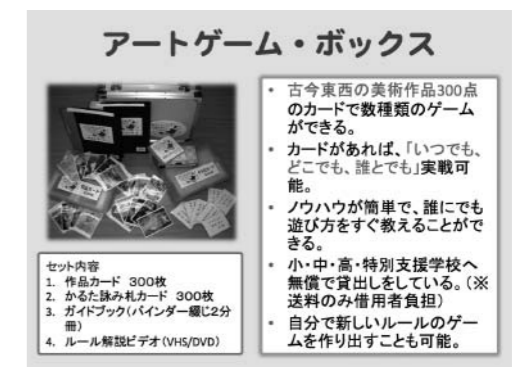 アートゲーム・ボックス
セット内容
1. 作品カード 300枚
2. かるた詠み札カード 300枚
3. ガイドブック(バインダー綴じ2分
冊)
4. ルール解説ビデオ(VHS/DVD)
• 古今東西の美術作品300点
のカードで数種類のゲーム
ができる。
• カードがあれば、「いつでも、
どこでも、誰とでも」実戦可
能。
• ノウハウが簡単で、誰にでも
遊び方をすぐ教えることがで
きる。
• 小・中・高・特別支援学校へ
無償で貸出しをしている。(※
送料のみ借用者負担)
• 自分で新しいルールのゲー
ムを作り出すことも可能。